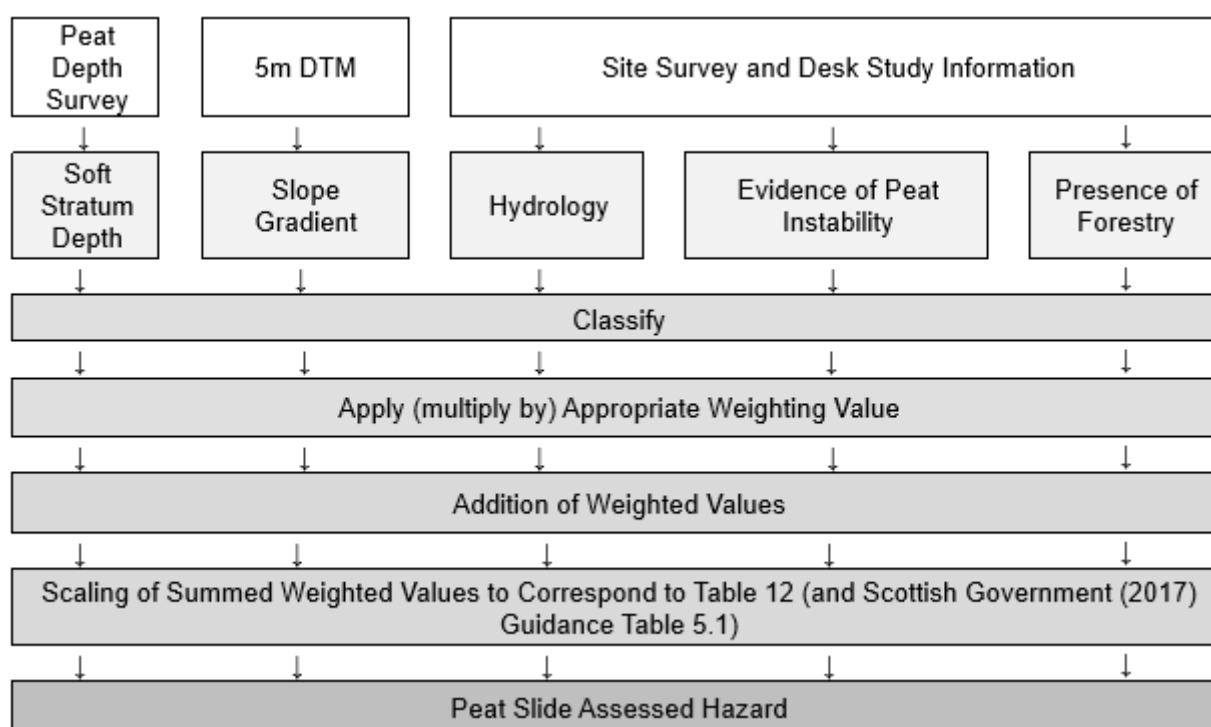 Peat
Depth
Survey
5m DTM
Site Survey and Desk Study Information
Soft
Stratum
Depth
Slope
Gradient
Hydrology
Evidence of Peat
Instability
Presence of
Forestry
Classify
Apply (multiply by) Appropriate Weighting Value
Addition of Weighted Values
Scaling of Summed Weighted Values to Correspond to Table 12 (and Scottish Government (2017)
Guidance Table 5.1)
Peat Slide Assessed Hazard